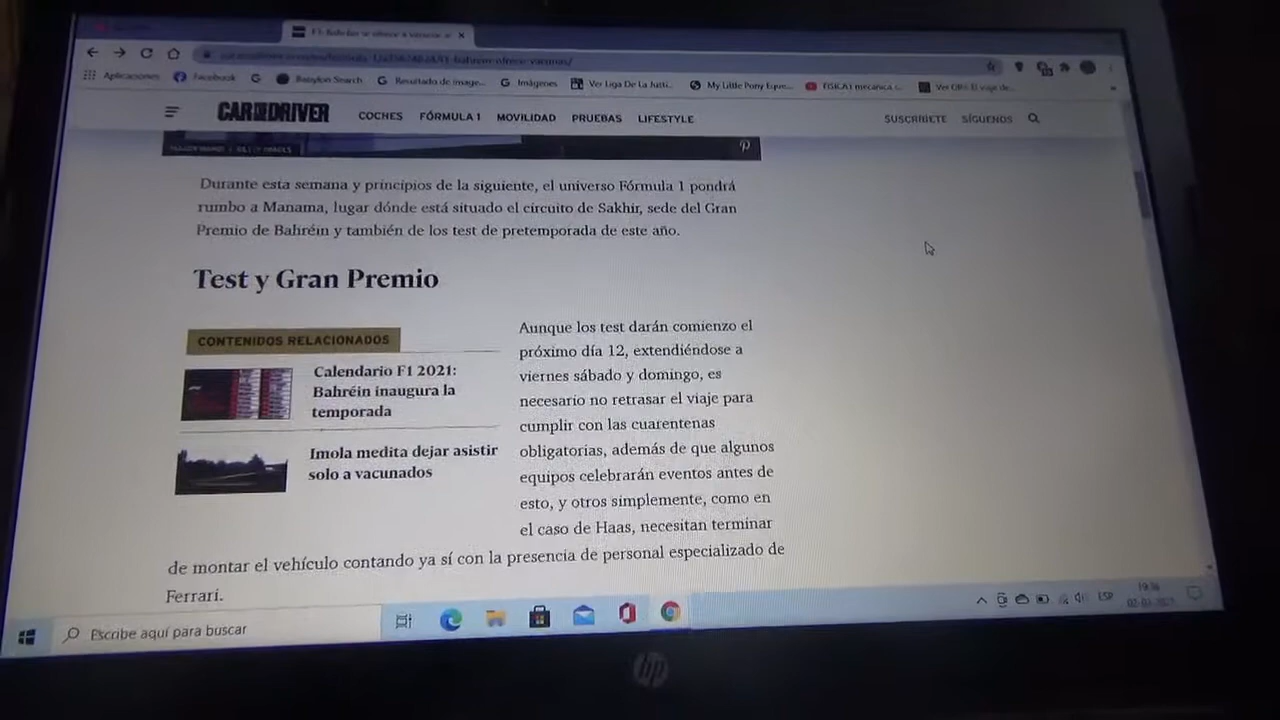 F1: Bahréin se ofrece a vacunar a
Aplicaciones Facebook Babylon Search Resultado de image... Imágenes Ver Liga De La Justi... My Little Pony Eque... FISICA I mecánica
CAR AND DRIVER COCHES FÓRMULA 1 MOVILIDAD PRUEBAS LIFESTYLE SUSCRÍBETE SÍGUENOS
GETTY IMAGES
Durante esta semana y principios de la siguiente, el universo Fórmula 1 pondrá
rumbo a Manama, lugar dónde está situado el circuito de Sakhir, sede del Gran
Premio de Bahréin y también de los test de pretemporada de este año.
Test y Gran Premio
CONTENIDOS RELACIONADOS
Calendario F1 2021:
Bahréin inaugura la
temporada
Imola medita dejar asistir
solo a vacunados
Aunque los test darán comienzo el
próximo día 12, extendiéndose a
viernes sábado y domingo, es
necesario no retrasar el viaje para
cumplir con las cuarentenas
obligatorias, además de que algunos
equipos celebrarán eventos antes de
esto, y otros simplemente, como en
el caso de Haas, necesitan terminar
de montar el vehículo contando ya sí con la presencia de personal especializado de
Ferrari.
Escribe aquí para buscar
ESP
hp